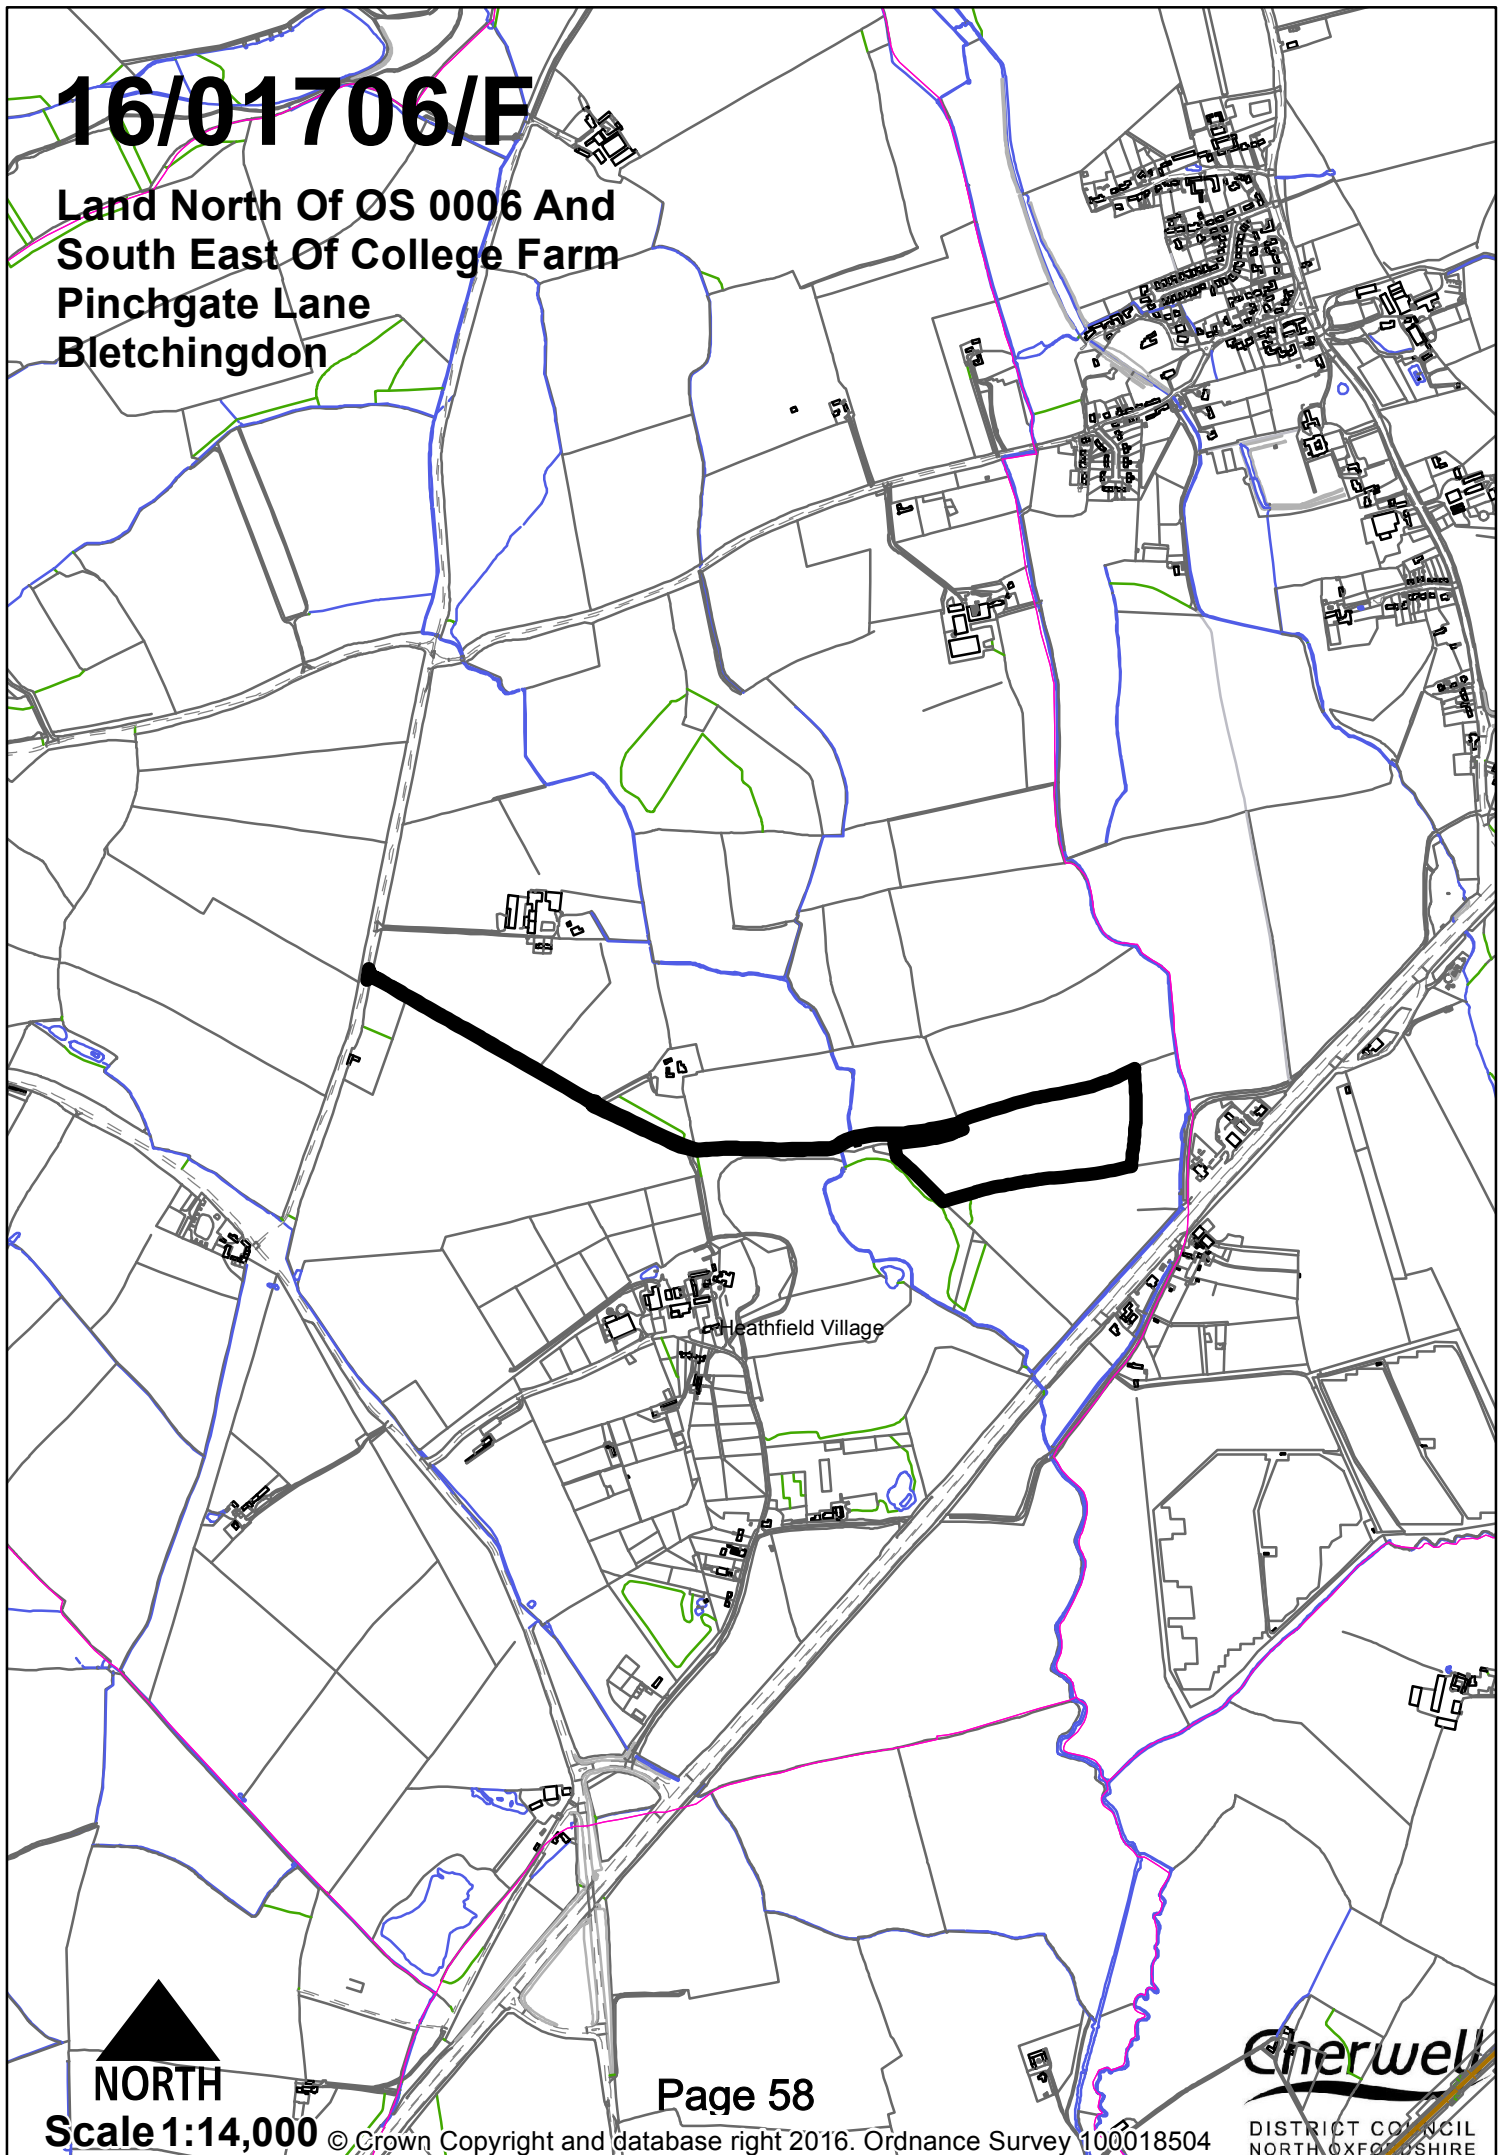 16/01706/F
Land North Of OS 0006 And
South East Of College Farm
Pinchgate Lane
Bletchingdon
Heathfield Village
NORTH
Scale 1:14,000
Page 58
© Crown Copyright and database right 2016. Ordnance Survey 100018504
Cherwell
DISTRICT COUNCIL
NORTH OXFORDSHIRE